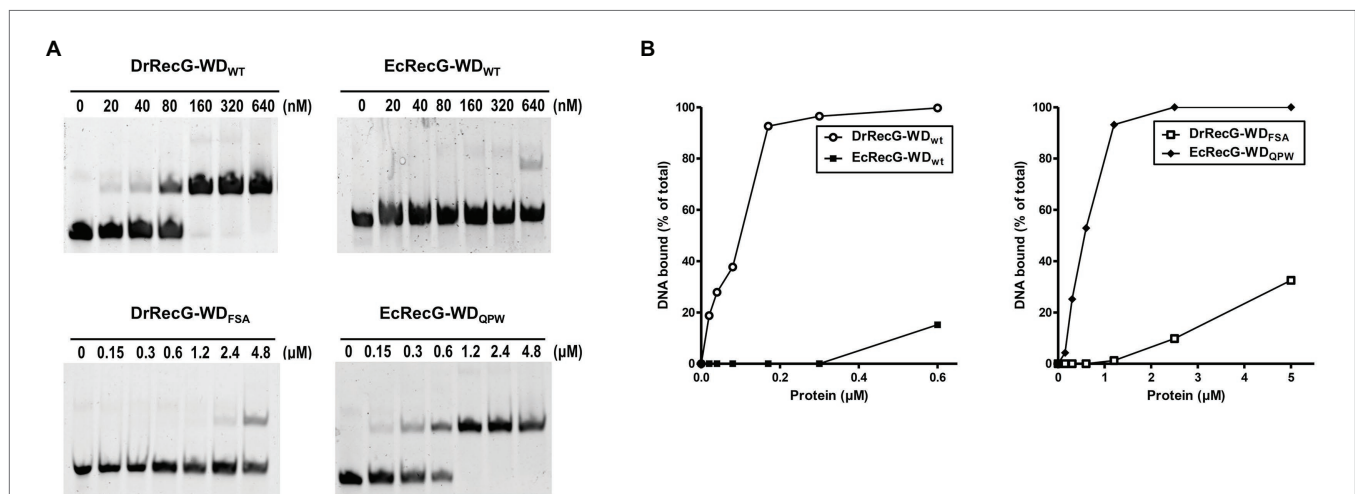 A
DrRecG-WDWT
0 20 40 80 160 320 640 (nM)
EcRecG-WDWT
0 20 40 80 160 320 640 (nM)
DrRecG-WDFSA
0 0.15 0.3 0.6 1.2 2.4 4.8 (μM)
EcRecG-WDQPW
0 0.15 0.3 0.6 1.2 2.4 4.8 (μM)
B
DNA bound (% of total)
100
80
60
40
20
0
0.0 0.2 0.4 0.6
Protein (μM)
DrRecG-WDwt
EcRecG-WDwt
DNA bound (% of total)
100
80
60
40
20
0
0 1 2 3 4 5
Protein (μM)
DrRecG-WDFSA
EcRecG-WDQPW